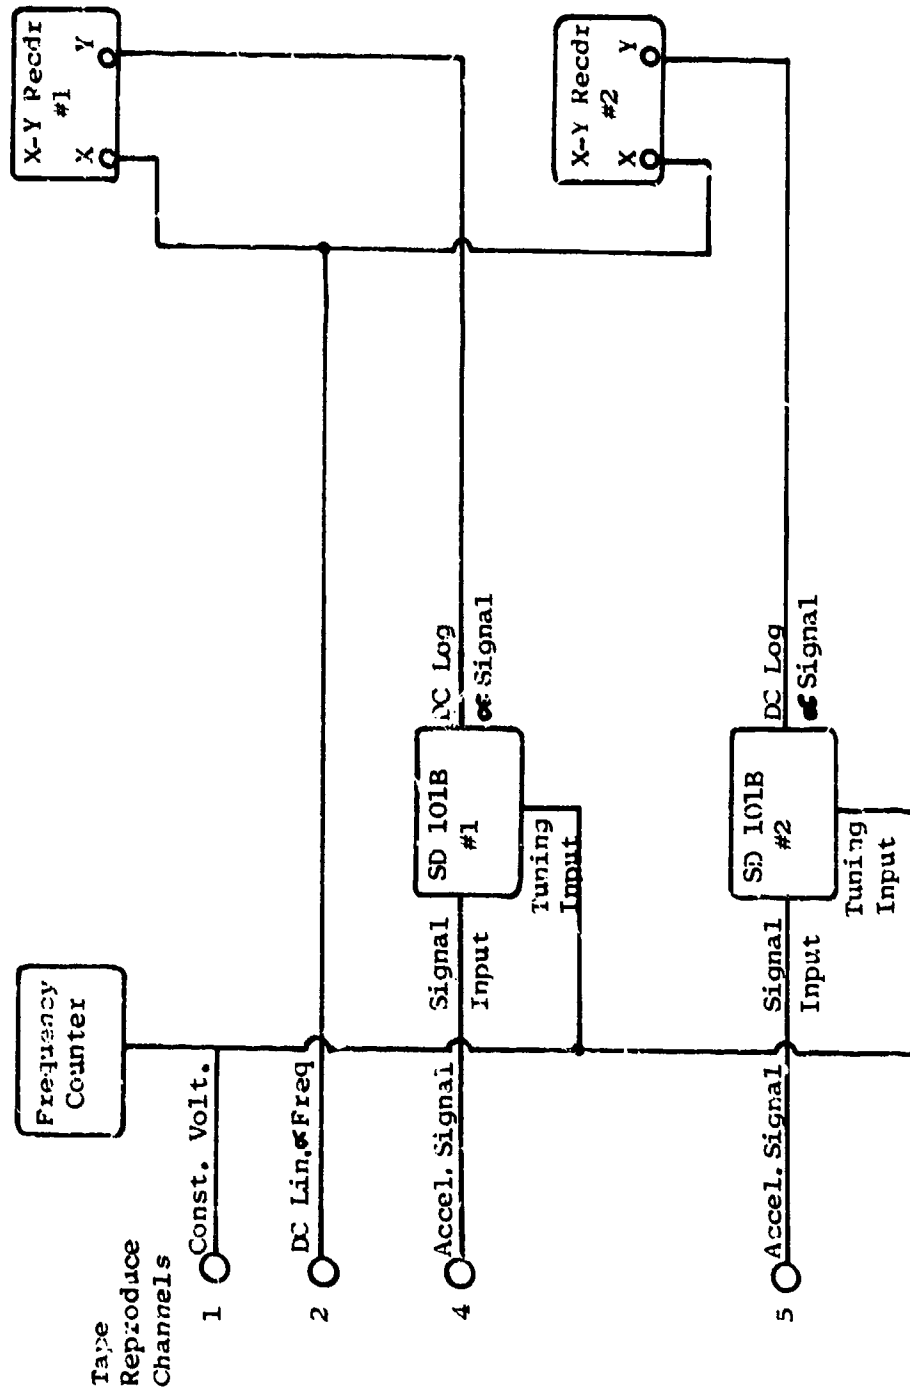 Tape
Reproduce
Channels
1
Const. Volt.
Frequency
Counter
2
DC Lin. ∝ Freq
4
Accel. Signal
Signal
Input
SD 101B
#1
Tuning
Input
DC Log
∝ Signal
X-Y Recdr
#1
X
Y
5
Accel. Signal
Signal
Input
SD 101B
#2
Tuning
Input
DC Log
∝ Signal
X-Y Recdr
#2
X
Y